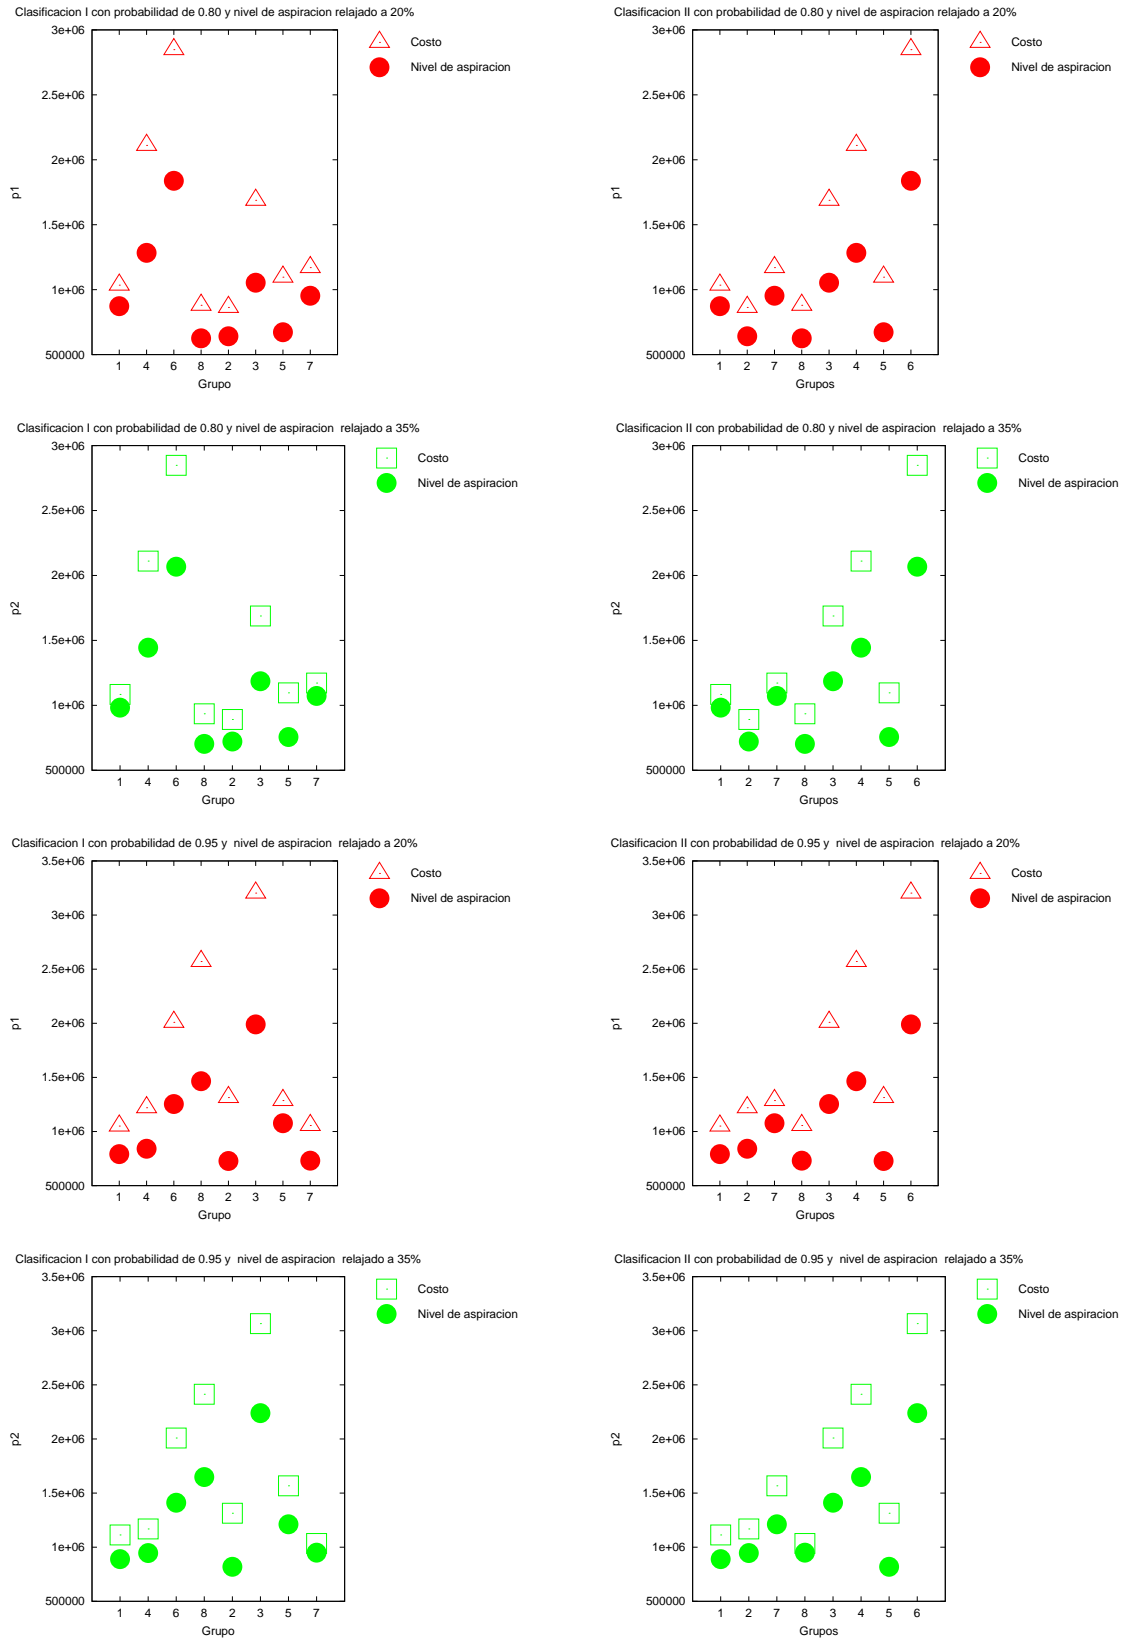 Clasificacion I con probabilidad de 0.80 y nivel de aspiracion relajado a 20%
3e+06
2.5e+06
2e+06
1.5e+06
1e+06
500000
p1
1 4 6 8 2 3 5 7
Grupo
Costo
Nivel de aspiracion
Clasificacion II con probabilidad de 0.80 y nivel de aspiracion relajado a 20%
3e+06
2.5e+06
2e+06
1.5e+06
1e+06
500000
p1
1 2 7 8 3 4 5 6
Grupos
Costo
Nivel de aspiracion
Clasificacion I con probabilidad de 0.80 y nivel de aspiracion  relajado a 35%
3e+06
2.5e+06
2e+06
1.5e+06
1e+06
500000
p2
1 4 6 8 2 3 5 7
Grupo
Costo
Nivel de aspiracion
Clasificacion II con probabilidad de 0.80 y nivel de aspiracion  relajado a 35%
3e+06
2.5e+06
2e+06
1.5e+06
1e+06
500000
p2
1 2 7 8 3 4 5 6
Grupos
Costo
Nivel de aspiracion
Clasificacion I con probabilidad de 0.95 y  nivel de aspiracion  relajado a 20%
3.5e+06
3e+06
2.5e+06
2e+06
1.5e+06
1e+06
500000
p1
1 4 6 8 2 3 5 7
Grupo
Costo
Nivel de aspiracion
Clasificacion II con probabilidad de 0.95 y  nivel de aspiracion  relajado a 20%
3.5e+06
3e+06
2.5e+06
2e+06
1.5e+06
1e+06
500000
p1
1 2 7 8 3 4 5 6
Grupos
Costo
Nivel de aspiracion
Clasificacion I con probabilidad de 0.95 y  nivel de aspiracion  relajado a 35%
3.5e+06
3e+06
2.5e+06
2e+06
1.5e+06
1e+06
500000
p2
1 4 6 8 2 3 5 7
Grupo
Costo
Nivel de aspiracion
Clasificacion II con probabilidad de 0.95 y  nivel de aspiracion  relajado a 35%
3.5e+06
3e+06
2.5e+06
2e+06
1.5e+06
1e+06
500000
p2
1 2 7 8 3 4 5 6
Grupos
Costo
Nivel de aspiracion